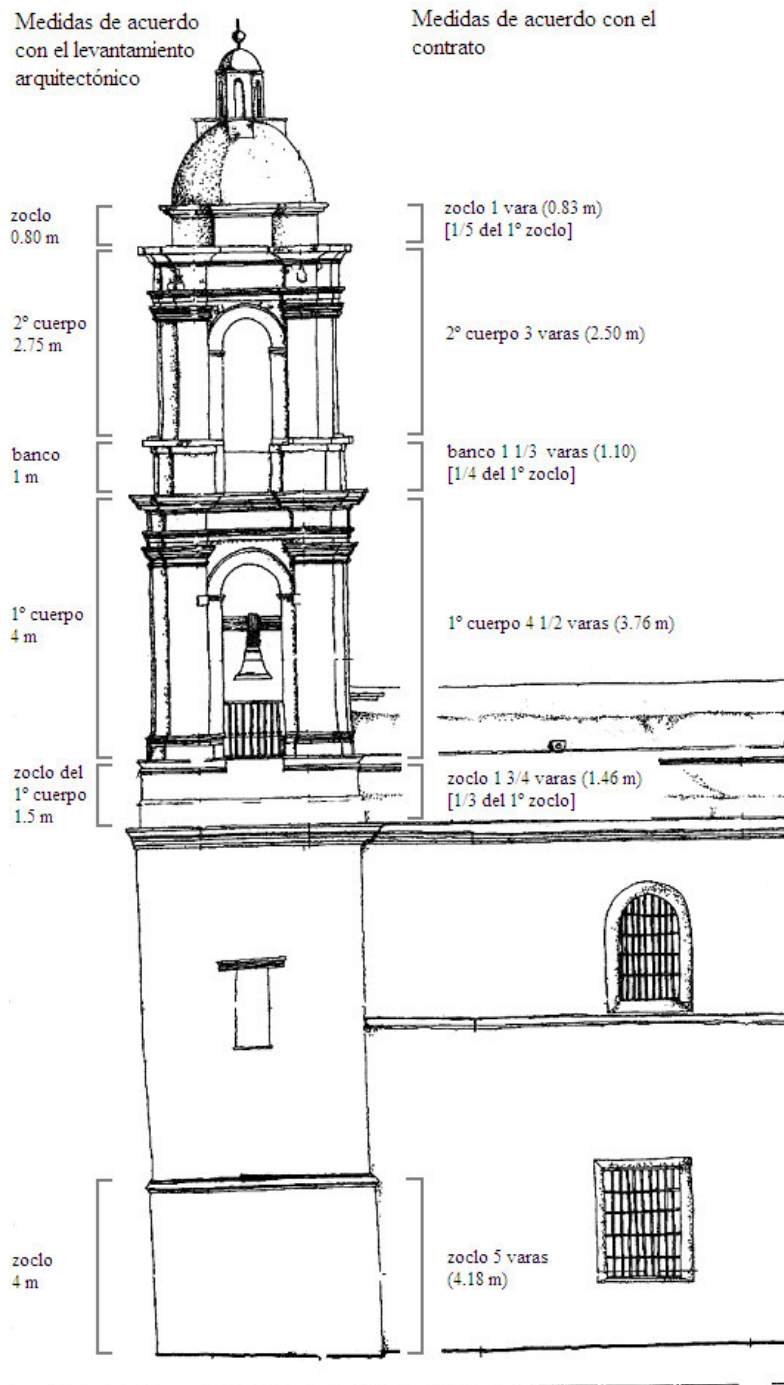 Medidas de acuerdo
con el levantamiento
arquitectónico
Medidas de acuerdo con el
contrato
zoclo
0.80 m
zoclo 1 vara (0.83 m)
[1/5 del 1º zoclo]
2º cuerpo
2.75 m
2º cuerpo 3 varas (2.50 m)
banco
1 m
banco 1 1/3 varas (1.10)
[1/4 del 1º zoclo]
1º cuerpo
4 m
1º cuerpo 4 1/2 varas (3.76 m)
zoclo del
1º cuerpo
1.5 m
zoclo 1 3/4 varas (1.46 m)
[1/3 del 1º zoclo]
zoclo
4 m
zoclo 5 varas
(4.18 m)